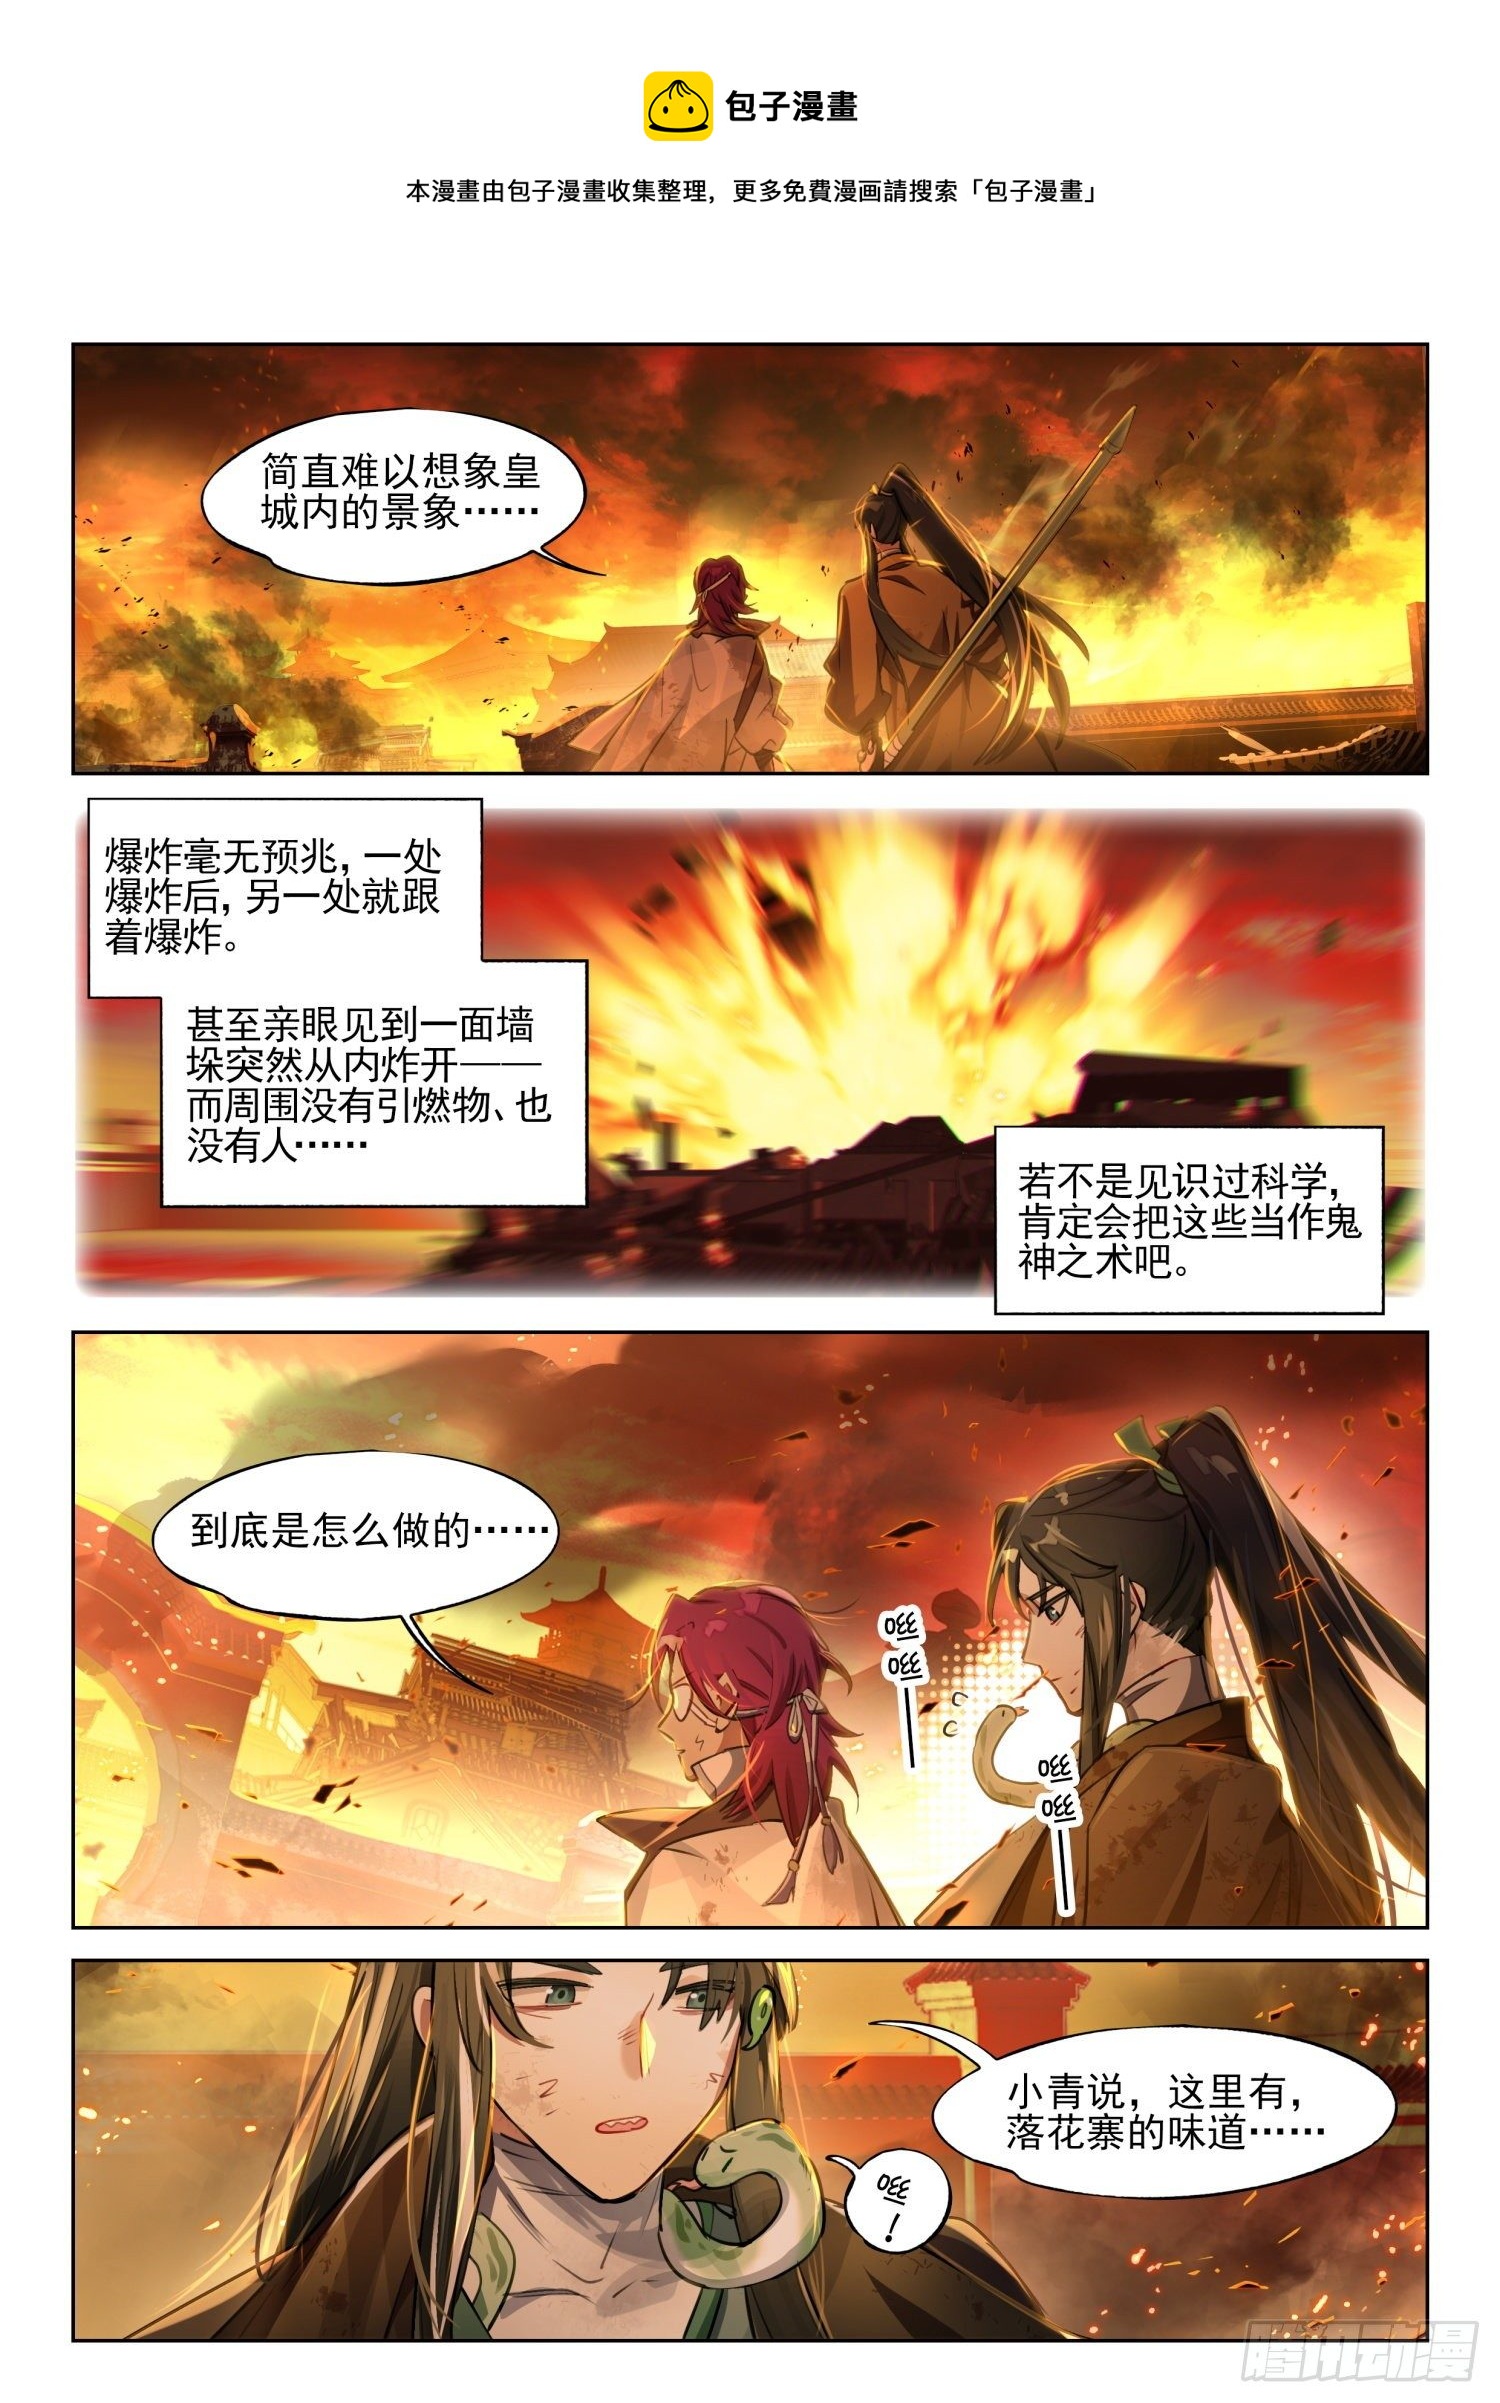 包子漫畫
本漫畫由包子漫畫收集整理，更多免費漫画請搜索「包子漫畫」
简直难以想象皇
城内的景象……
爆炸毫无预兆，一处
爆炸后，另一处就跟
着爆炸。
甚至亲眼见到一面墙
垛突然从内炸开——
而周围没有引燃物、也
没有人……
若不是见识过科学，
肯定会把这些当作鬼
神之术吧。
到底是怎么做的……
小青说，这里有，
落花寨的味道……
腾讯动漫